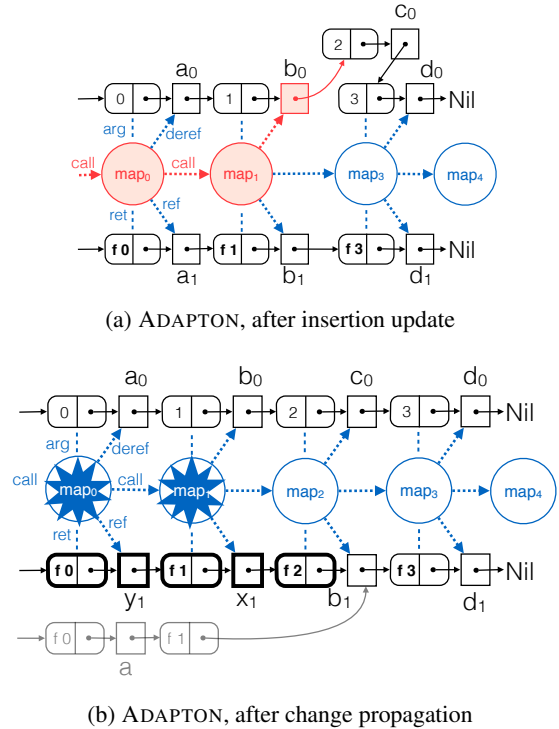 c0
2
a0 b0 d0
0 1 3 Nil
arg deref
call map0 call map1 map3 map4
ret ref
f 0 f 1 f 3 Nil
a1 b1 d1
(a) ADAPTON, after insertion update
a0 b0 c0 d0
0 1 2 3 Nil
arg deref
call map0 call map1 map2 map3 map4
ret ref
f 0 f 1 f 2 f 3 Nil
y1 x1 b1 d1
f 0 f 1
a
(b) ADAPTON, after change propagation